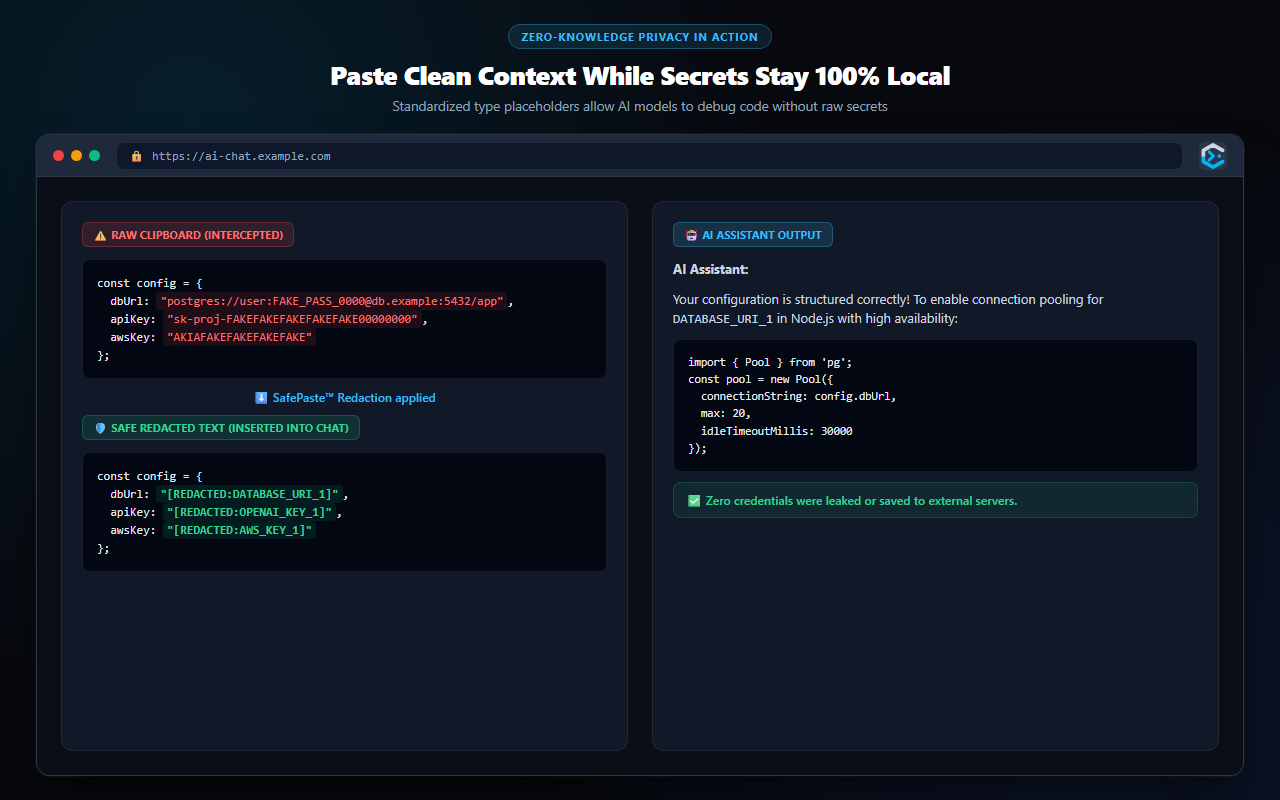 ZERO-KNOWLEDGE PRIVACY IN ACTION
Paste Clean Context While Secrets Stay 100% Local
Standardized type placeholders allow AI models to debug code without raw secrets
https://ai-chat.example.com
RAW CLIPBOARD (INTERCEPTED)
const config = {
  dbUrl: "postgres://user:FAKE_PASS_0000@db.example:5432/app",
  apiKey: "sk-proj-FAKEFAKEFAKEFAKEFAKE00000000",
  awsKey: "AKIAFAKEFAKEFAKEFAKE"
};
SafePaste™ Redaction applied
SAFE REDACTED TEXT (INSERTED INTO CHAT)
const config = {
  dbUrl: "[REDACTED:DATABASE_URI_1]",
  apiKey: "[REDACTED:OPENAI_KEY_1]",
  awsKey: "[REDACTED:AWS_KEY_1]"
};
AI ASSISTANT OUTPUT
AI Assistant:
Your configuration is structured correctly! To enable connection pooling for
DATABASE_URI_1 in Node.js with high availability:
import { Pool } from 'pg';
const pool = new Pool({
  connectionString: config.dbUrl,
  max: 20,
  idleTimeoutMillis: 30000
});
Zero credentials were leaked or saved to external servers.